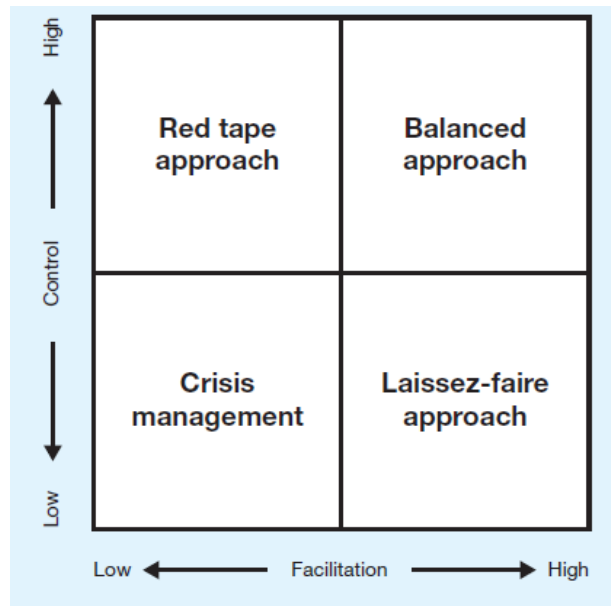 High
Red tape
approach
Balanced
approach
Control
Crisis
management
Laissez-faire
approach
Low
Low
Facilitation
High